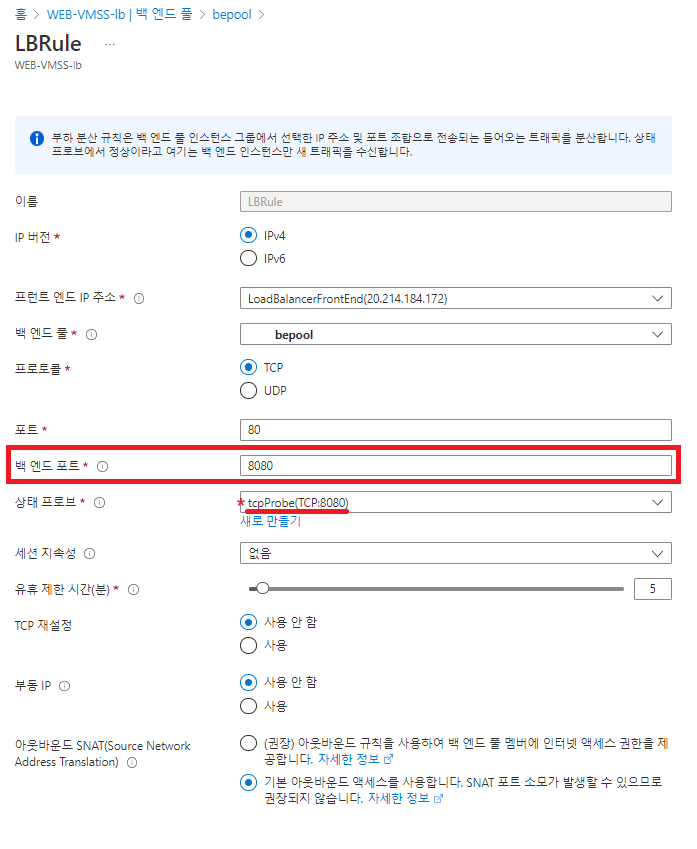 홈 > WEB-VMSS-lb | 백 엔드 풀 > bepool >
LBRule ...
WEB-VMSS-lb
부하 분산 규칙은 백 엔드 풀 인스턴스 그룹에서 선택한 IP 주소 및 포트 조합으로 전송되는 들어오는 트래픽을 분산합니다. 상태
프로브에서 정상이라고 여기는 백 엔드 인스턴스만 새 트래픽을 수신합니다.
이름 LBRule
IP 버전 * IPv4
IPv6
프런트 엔드 IP 주소 * LoadBalancerFrontEnd(20.214.184.172)
백 엔드 풀 * bepool
프로토콜 * TCP
UDP
포트 * 80
백 엔드 포트 * 8080
상태 프로브 * *tcpProbe(TCP:8080)
새로 만들기
세션 지속성 없음
유휴 제한 시간(분) * 5
TCP 재설정 사용 안 함
사용
부동 IP 사용 안 함
사용
아웃바운드 SNAT(Source Network
Address Translation)
(권장) 아웃바운드 규칙을 사용하여 백 엔드 풀 멤버에 인터넷 액세스 권한을 제
공합니다. 자세한 정보
기본 아웃바운드 액세스를 사용합니다. SNAT 포트 소모가 발생할 수 있으므로
권장되지 않습니다. 자세한 정보